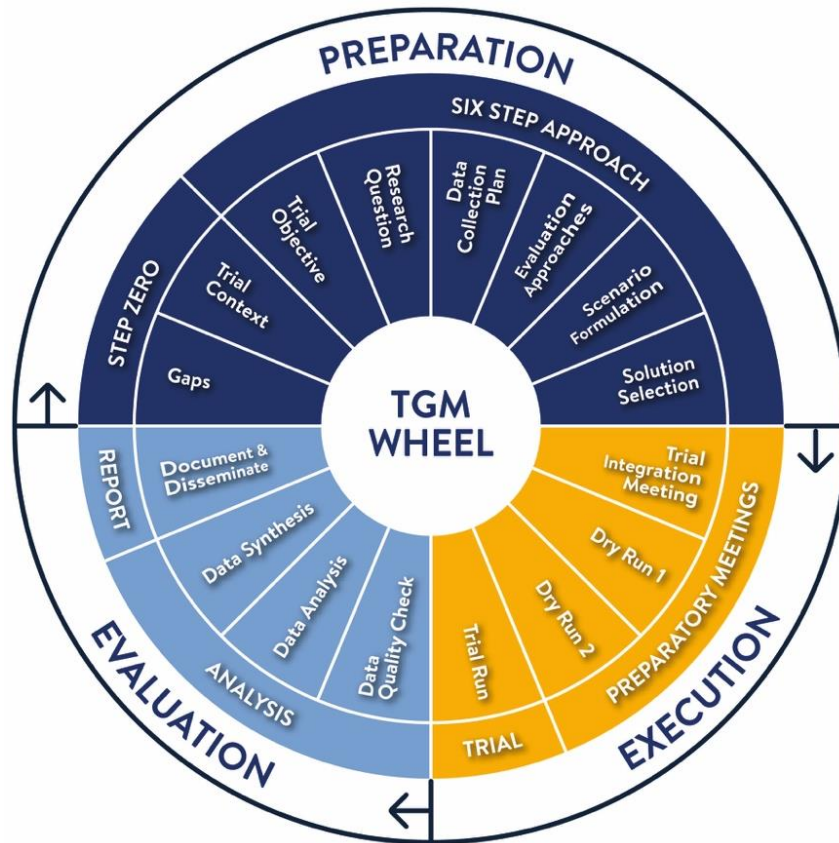 PREPARATION
SIX STEP APPROACH
STEP ZERO
Gaps
Trial
Context
Trial
Objective
Research
Question
Data
Collection
Plan
Evaluation
Approaches
Scenario
Formulation
Solution
Selection
TGM
WHEEL
Trial
Integration
Meeting
Dry Run 1
Dry Run 2
PREPARATORY MEETINGS
Trial Run
TRIAL
EXECUTION
Data
Quality Check
Data Analysis
Data Synthesis
ANALYSIS
Document &
Disseminate
REPORT
EVALUATION